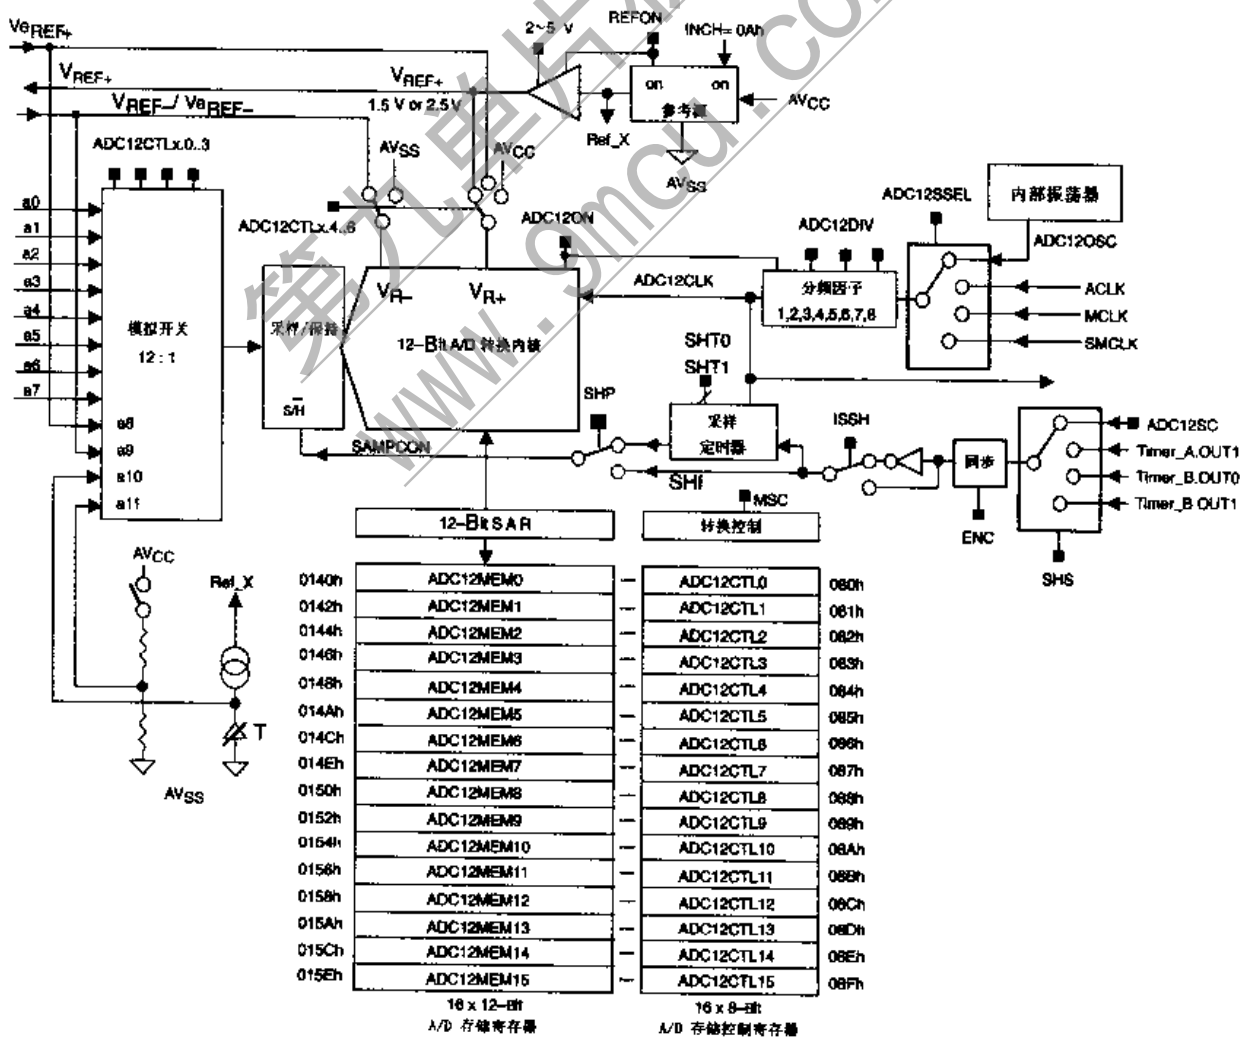 VeREF+
2~5 V
REFON
INCH= 0Ah
VREF+
VREF+
1.5 V or 2.5 V
on
on
参考源
AVCC
VREF-/ VeREF-
Ref_X
AVSS
ADC12CTLx.0..3
AVSS
AVCC
ADC12CTLx.4..6
ADC12ON
ADC12SSEL
内部振荡器
ADC12DIV
ADC12OSC
a0
a1
a2
a3
a4
a5
a6
a7
a8
a9
a10
a11
模拟开关
12 : 1
采样/保持
S/H
VR-
VR+
12-Bit A/D 转换内核
ADC12CLK
分频因子
1,2,3,4,5,6,7,8
ACLK
MCLK
SMCLK
SHT0
SHT1
SHP
采样
定时器
ISSH
SAMPCON
SHI
同步
ENC
ADC12SC
Timer_A.OUT1
Timer_B.OUT0
Timer_B.OUT1
SHS
MSC
12-Bit S A R
转换控制
AVCC
Ref_X
T
AVSS
0140h ADC12MEM0 ADC12CTL0 080h
0142h ADC12MEM1 ADC12CTL1 081h
0144h ADC12MEM2 ADC12CTL2 082h
0146h ADC12MEM3 ADC12CTL3 083h
0148h ADC12MEM4 ADC12CTL4 084h
014Ah ADC12MEM5 ADC12CTL5 085h
014Ch ADC12MEM6 ADC12CTL6 086h
014Eh ADC12MEM7 ADC12CTL7 087h
0150h ADC12MEM8 ADC12CTL8 088h
0152h ADC12MEM9 ADC12CTL9 089h
0154h ADC12MEM10 ADC12CTL10 08Ah
0156h ADC12MEM11 ADC12CTL11 08Bh
0158h ADC12MEM12 ADC12CTL12 08Ch
015Ah ADC12MEM13 ADC12CTL13 08Dh
015Ch ADC12MEM14 ADC12CTL14 08Eh
015Eh ADC12MEM15 ADC12CTL15 08Fh
16 x 12-Bit
A/D 存储寄存器
16 x 8-Bit
A/D 存储控制寄存器
第九单片
www.9mcu.com